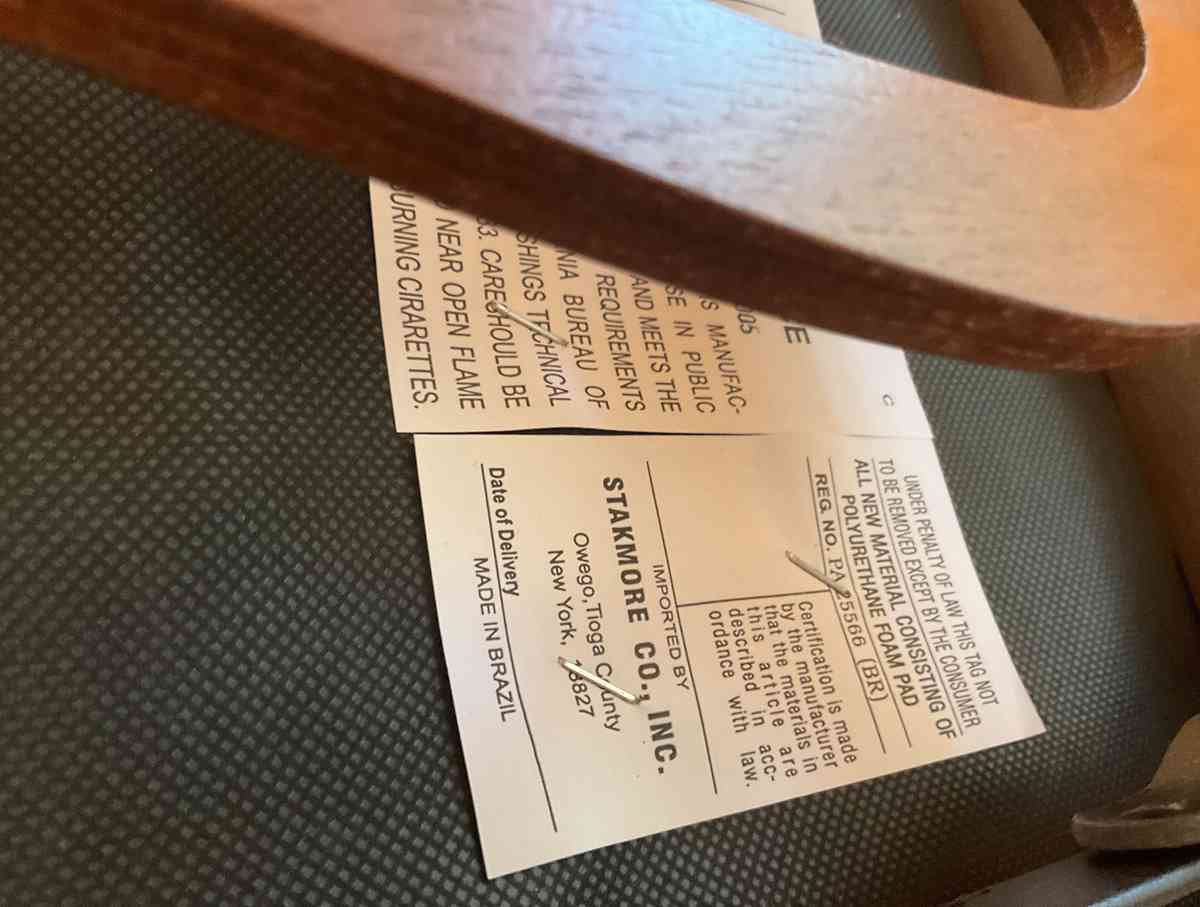 UNDER PENALTY OF LAW THIS TAG NOT
TO BE REMOVED EXCEPT BY THE CONSUMER
ALL NEW MATERIAL CONSISTING OF
POLYURETHANE FOAM PAD
REG. NO. PA 25566 (BR)
Certification is made
by the manufacturer
that the materials in
this article are
described in acc-
ordance with law.
IMPORTED BY
STAKMORE CO., INC.
Owego, Tioga County
New York, 13827
Date of Delivery
MADE IN BRAZIL
C
E
S MANUFAC-
SE IN PUBLIC
AND MEETS THE
REQUIREMENTS
NIA BUREAU OF
SHINGS TECHNICAL
3. CARE SHOULD BE
NEAR OPEN FLAME
URNING CIRARETTES.